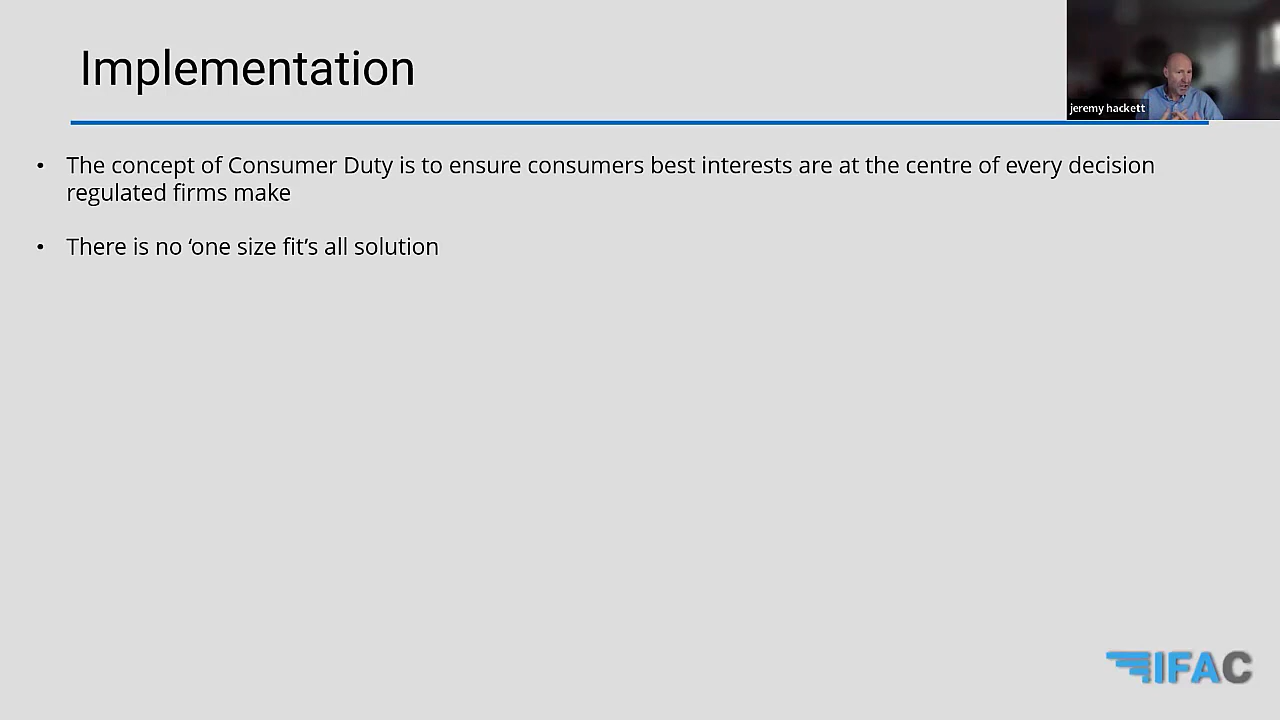 Implementation
jeremy hackett
• The concept of Consumer Duty is to ensure consumers best interests are at the centre of every decision
regulated firms make
• There is no ‘one size fit’s all solution
IFAC